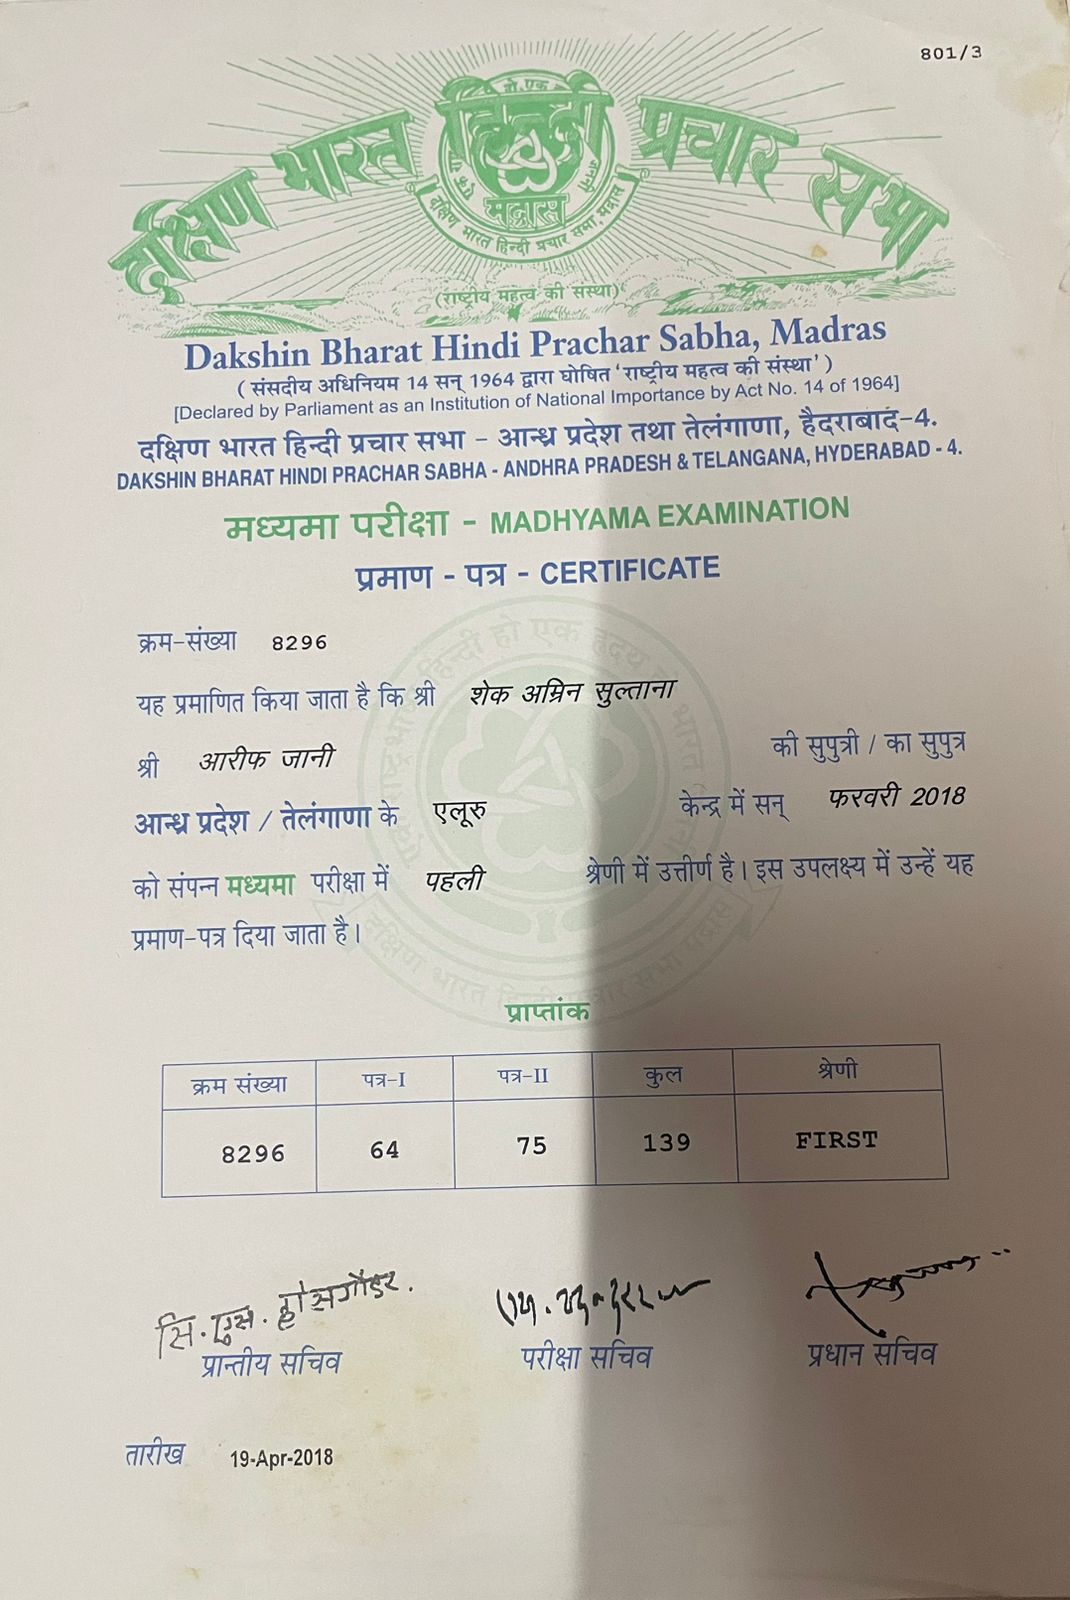 801/3
दक्षिण भारत हिन्दी प्रचार सभा
मद्रास
दक्षिण भारत हिन्दी प्रचार सभा, मद्रास
(राष्ट्रीय महत्व की संस्था)
Dakshin Bharat Hindi Prachar Sabha, Madras
( संसदीय अधिनियम 14 सन् 1964 द्वारा घोषित ‘राष्ट्रीय महत्व की संस्था’ )
[Declared by Parliament as an Institution of National Importance by Act No. 14 of 1964]
दक्षिण भारत हिन्दी प्रचार सभा - आन्ध्र प्रदेश तथा तेलंगाणा, हैदराबाद-4.
DAKSHIN BHARAT HINDI PRACHAR SABHA - ANDHRA PRADESH & TELANGANA, HYDERABAD - 4.
मध्यमा परीक्षा - MADHYAMA EXAMINATION
प्रमाण - पत्र - CERTIFICATE
क्रम-संख्या 8296
यह प्रमाणित किया जाता है कि श्री शेक अम्रिन सुल्ताना
श्री आरीफ जानी की सुपुत्री / का सुपुत्र
आन्ध्र प्रदेश / तेलंगाणा के एलूरु केन्द्र में सन् फरवरी 2018
को संपन्न मध्यमा परीक्षा में पहली श्रेणी में उत्तीर्ण है। इस उपलक्ष्य में उन्हें यह
प्रमाण-पत्र दिया जाता है।
प्राप्तांक
क्रम संख्या पत्र-I पत्र-II कुल श्रेणी
8296 64 75 139 FIRST
सि. एस. होसगौडर.
प्रान्तीय सचिव परीक्षा सचिव प्रधान सचिव
तारीख 19-Apr-2018